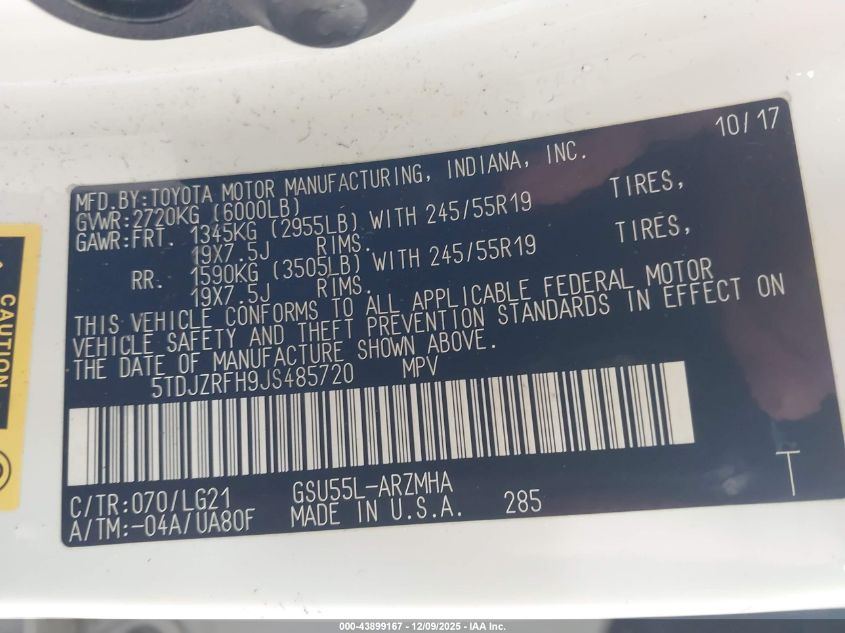 10/17
MFD.BY:TOYOTA MOTOR MANUFACTURING, INDIANA, INC.
GVWR:2720KG (6000LB)
GAWR:FRT. 1345KG (2955LB) WITH 245/55R19 TIRES,
19X7.5J RIMS.
RR. 1590KG (3505LB) WITH 245/55R19 TIRES,
19X7.5J RIMS.
THIS VEHICLE CONFORMS TO ALL APPLICABLE FEDERAL MOTOR
VEHICLE SAFETY AND THEFT PREVENTION STANDARDS IN EFFECT ON
THE DATE OF MANUFACTURE SHOWN ABOVE.
5TDJZRFH9JS485720 MPV
C/TR:070/LG21 GSU55L-ARZMHA
A/TM:-04A/UA80F MADE IN U.S.A. 285
T
CAUTION
000-43899167 - 12/09/2025 - IAA Inc.